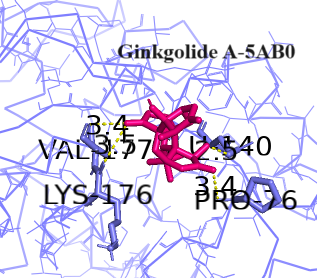 Ginkgolide A-5AB0
3.4
VAL-177
LYS-176
3.4
PRO-76